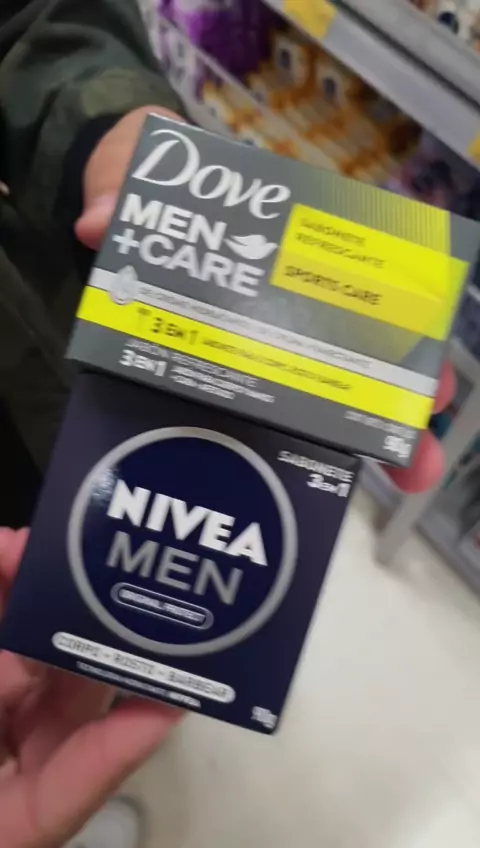 Dove
MEN
+CARE
SABONETE
REFRESCANTE
SPORTS CARE
3 EM 1
JABÓN REFRESCANTE
3 EN 1
90g
SABONETE
3 EM 1
NIVEA
MEN
ORIGINAL PROTECT
CORPO - ROSTO - BARBEAR
90g